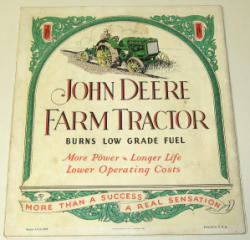 JOHN DEERE
FARM TRACTOR
BURNS LOW GRADE FUEL
More Power - Longer Life
Lower Operating Costs
MORE THAN A SUCCESS
A REAL SENSATION